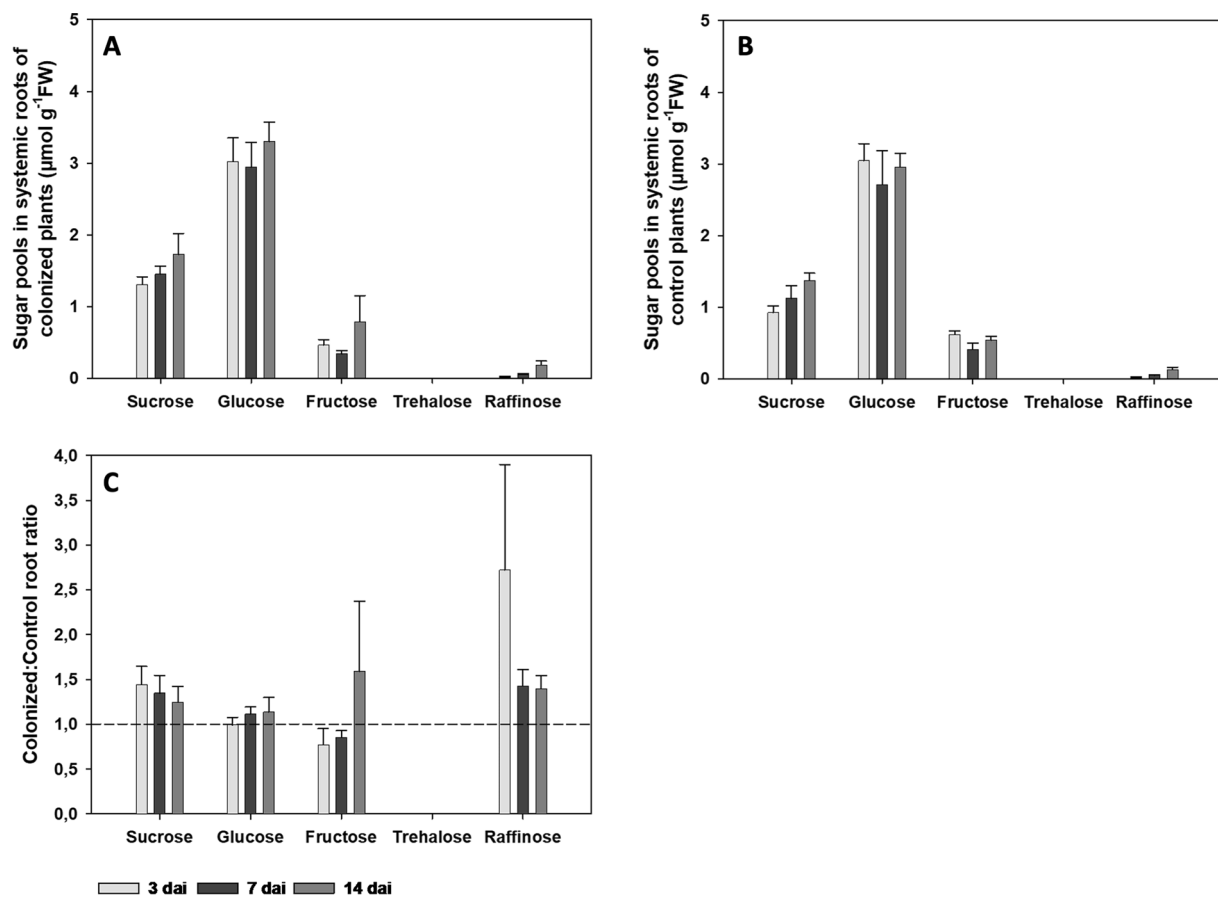 Sugar pools in systemic roots of
colonized plants (µmol g⁻¹FW)
5
4
3
2
1
0
A
Sucrose Glucose Fructose Trehalose Raffinose
Sugar pools in systemic roots of
control plants (µmol g⁻¹FW)
5
4
3
2
1
0
B
Sucrose Glucose Fructose Trehalose Raffinose
Colonized:Control root ratio
4,0
3,5
3,0
2,5
2,0
1,5
1,0
0,5
0,0
C
Sucrose Glucose Fructose Trehalose Raffinose
3 dai 7 dai 14 dai